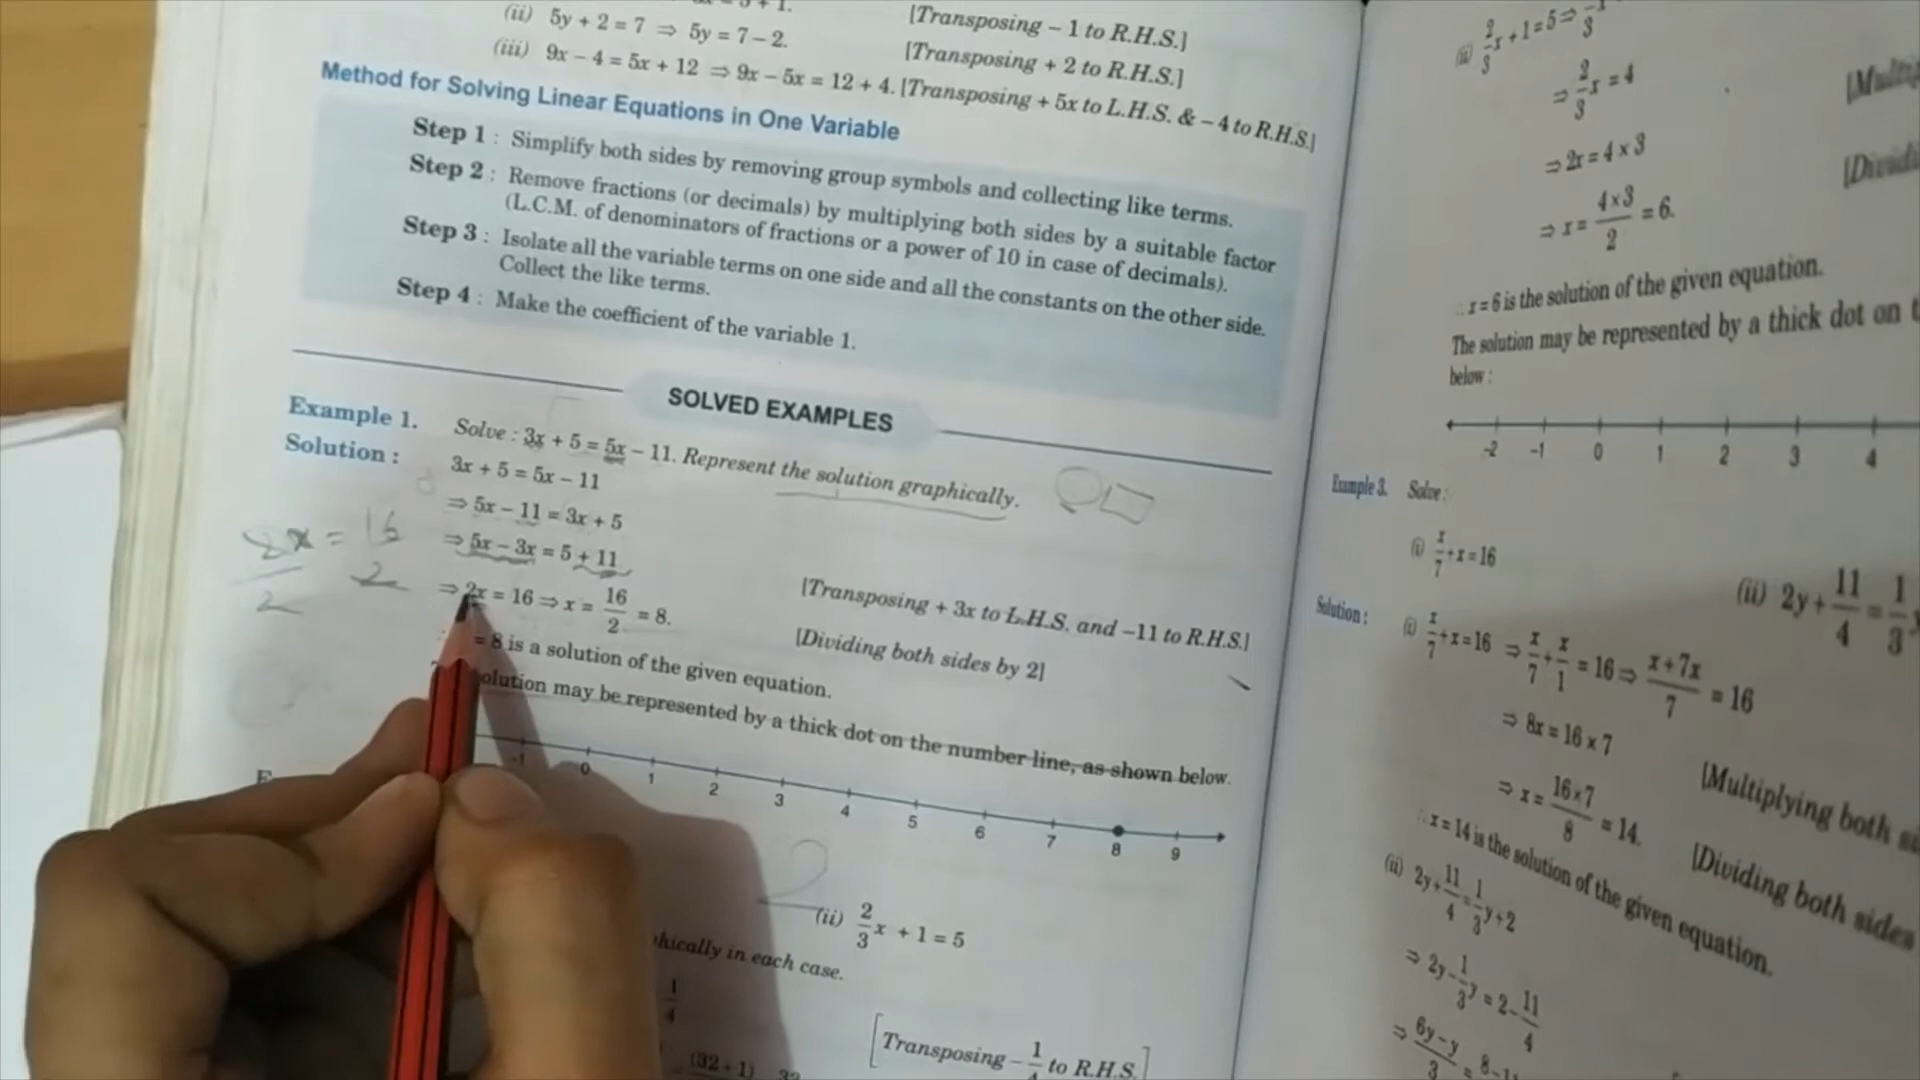 (ii) 5y + 2 = 7 ⇒ 5y = 7 – 2.
[Transposing – 1 to R.H.S.]
(iii) 9x – 4 = 5x + 12 ⇒ 9x – 5x = 12 + 4.
[Transposing + 2 to R.H.S.]
[Transposing + 5x to L.H.S. & – 4 to R.H.S.]
Method for Solving Linear Equations in One Variable
Step 1 : Simplify both sides by removing group symbols and collecting like terms.
Step 2 : Remove fractions (or decimals) by multiplying both sides by a suitable factor
(L.C.M. of denominators of fractions or a power of 10 in case of decimals).
Step 3 : Isolate all the variable terms on one side and all the constants on the other side.
Collect the like terms.
Step 4 : Make the coefficient of the variable 1.
SOLVED EXAMPLES
Example 1. Solve : 3x + 5 = 5x – 11. Represent the solution graphically.
Solution : 3x + 5 = 5x – 11
⇒ 5x – 11 = 3x + 5
⇒ 5x – 3x = 5 + 11
[Transposing + 3x to L.H.S. and –11 to R.H.S.]
⇒ 2x = 16 ⇒ x = 16/2 = 8.
[Dividing both sides by 2]
= 8 is a solution of the given equation.
may be represented by a thick dot on the number line, as shown below.
-1 0 1 2 3 4 5 6 7 8 9
2x = 16
2 2
2
(ii) 2/3 x + 1 = 5
in each case.
1/4
[Transposing – 1/4 to R.H.S.]
(32 + 1)
(ii) 2/3 x + 1 = 5 ⇒
⇒ 2/3 x = 4
⇒ 2x = 4 × 3
⇒ x = 4 × 3/2 = 6.
∴ x = 6 is the solution of the given equation.
The solution may be represented by a thick dot on
below :
-2 -1 0 1 2 3 4
Example 3. Solve :
(i) x/7 + x = 16
(ii) 2y + 11/4 = 1/3
Solution : (i) x/7 + x = 16 ⇒ x/7 + x/1 = 16 ⇒ x + 7x/7 = 16
⇒ 8x = 16 × 7
[Multiplying both
⇒ x = 16 × 7/8 = 14.
[Dividing both sides
∴ x = 14 is the solution of the given equation.
(ii) 2y + 11/4 = 1/3 y + 2
⇒ 2y – 1/3 y = 2 – 11/4
⇒ 6y – y/3 =